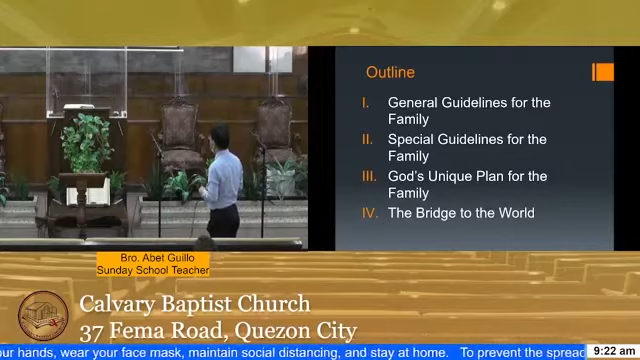 Outline
I. General Guidelines for the
Family
II. Special Guidelines for the
Family
III. God's Unique Plan for the
Family
IV. The Bridge to the World
Bro. Abet Guillo
Sunday School Teacher
Calvary Baptist Church
37 Fema Road, Quezon City
our hands, wear your face mask, maintain social distancing, and stay at home. To prevent the spread
9:22 am